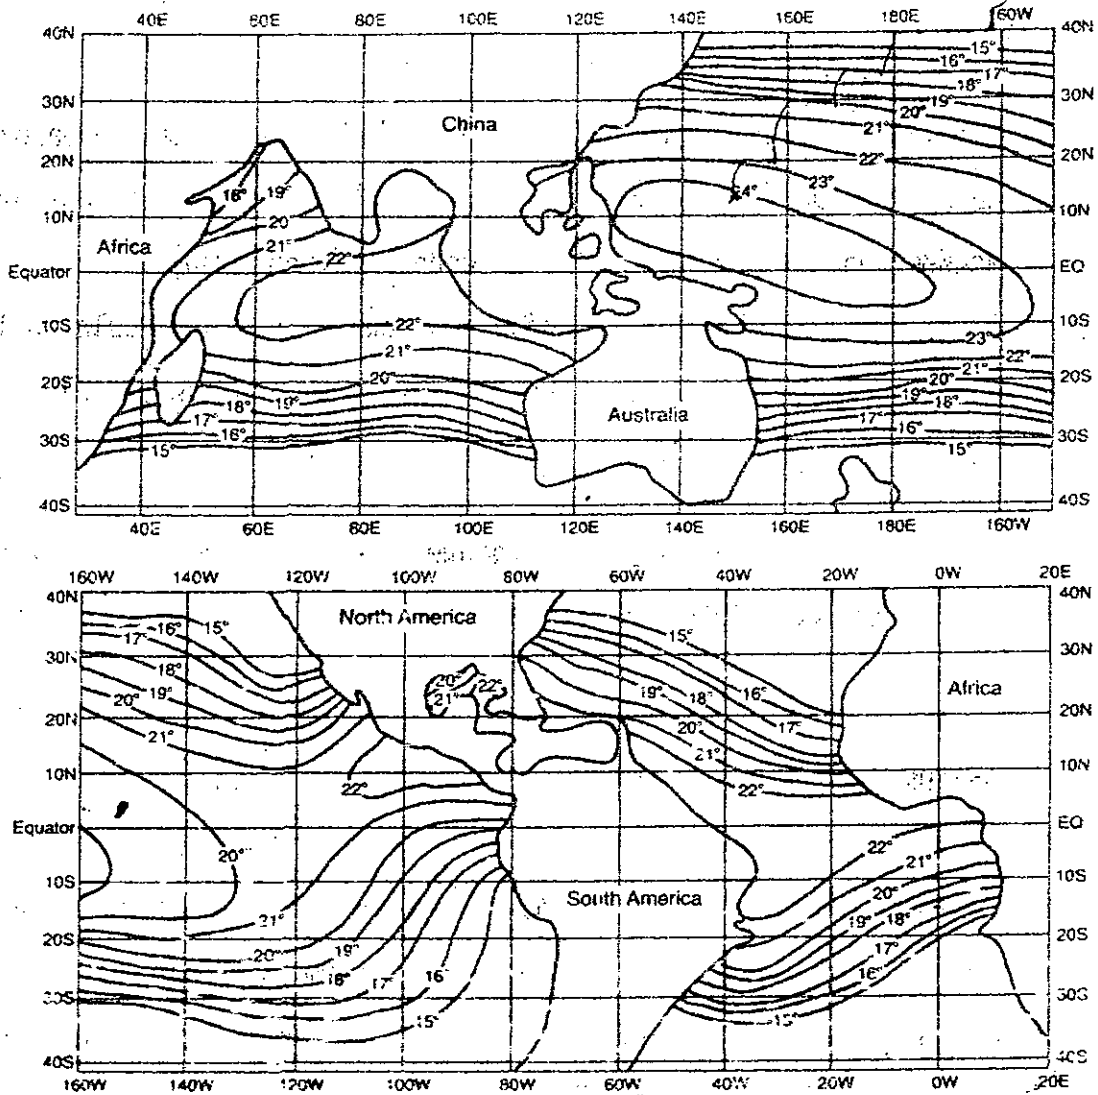 40E 60E 80E 100E 120E 140E 160E 180E 160W
40N 15° 40N
16°
17°
18°
30N 19° 30N
20°
China 21°
22°
20N 20N
18° 19° 23°
24°
10N 20 10N
Africa 21°
22°
Equator EQ
10S 22° 23° 10S
21° 22°
21°
20S 20° 20° 20S
18° 19° 19° 18°
17° Australia 17°
16° 16°
30S 15° 15° 30S
40S 40S
40E 60E 80E 100E 120E 140E 160E 180E 160W
160W 140W 120W 100W 80W 60W 40W 20W 0W 20E
40N 40N
North America
17° 16° 15° 15°
30N 30N
18° 20° 22°
19° 21° 19° 18° 16° Africa
20° 17°
20N 20N
21° 20°
21°
10N 22° 22° 10N
Equator EQ
20° 22°
21°
10S 10S
20°
South America
21° 19° 18°
20S 20S
20° 19° 17°
18° 17° 16° 16°
30S 30S
15° 15°
40S 40S
160W 140W 120W 100W 80W 60W 40W 20W 0W 20E